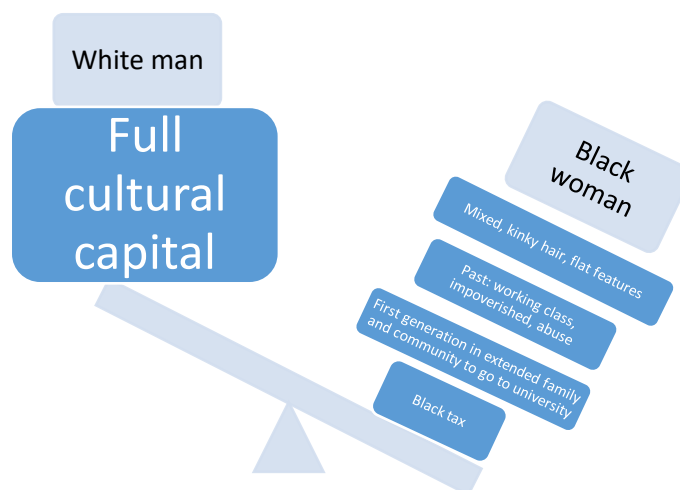 White man
Full
cultural
capital
Black
woman
Mixed, kinky hair, flat features
Past: working class,
impoverished, abuse
First generation in extended family
and community to go to university
Black tax